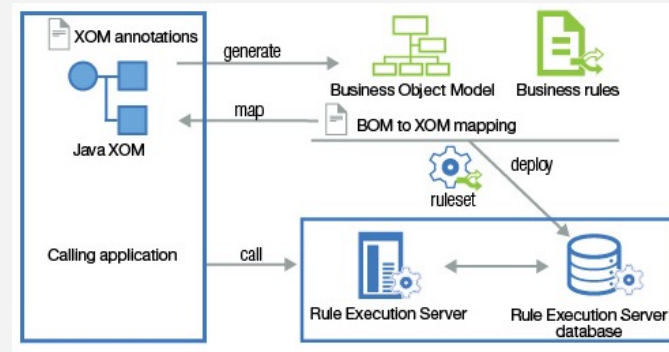 XOM annotations
generate
Business Object Model
Business rules
map
BOM to XOM mapping
Java XOM
deploy
ruleset
Calling application
call
Rule Execution Server
Rule Execution Server
database